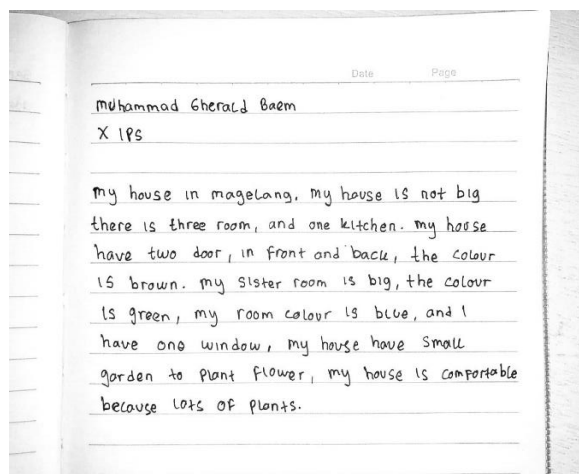 Date Page
Muhammad Gherald Baem
X IPS
my house in magelang. my house is not big
there is three room, and one kitchen. my house
have two door, in front and back, the colour
is brown. my sister room is big, the colour
is green, my room colour is blue, and I
have one window, my house have small
garden to plant flower, my house is comfortable
because lots of plants.